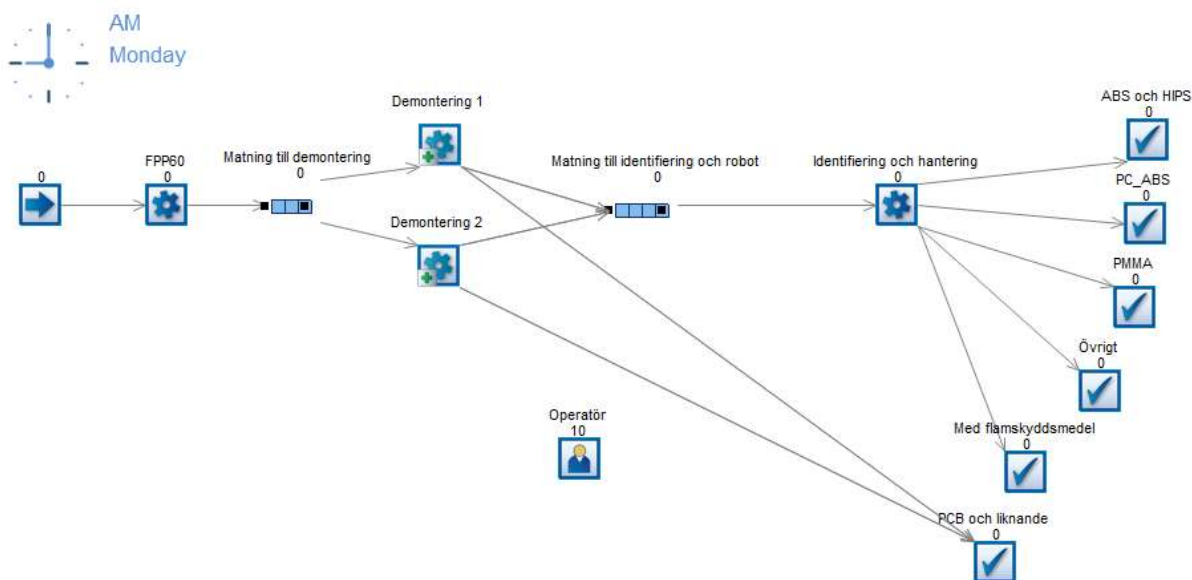 AM
Monday
0
FPP60
0
Matning till demontering
0
Demontering 1
Demontering 2
Matning till identifiering och robot
0
Identifiering och hantering
0
ABS och HIPS
0
PC_ABS
0
PMMA
0
Övrigt
0
Med flamskyddsmedel
0
PCB och liknande
0
Operatör
10